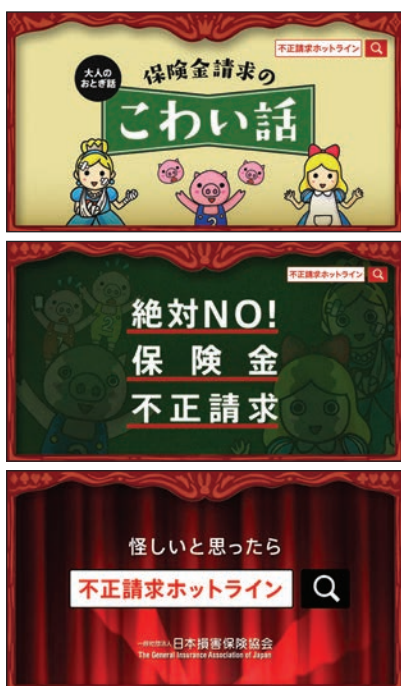 不正請求ホットライン
大人の
おとぎ話
保険金請求の
こわい話
2
不正請求ホットライン
絶対NO!
保険金
不正請求
2
怪しいと思ったら
不正請求ホットライン
一般社団法人 日本損害保険協会
The General Insurance Association of Japan